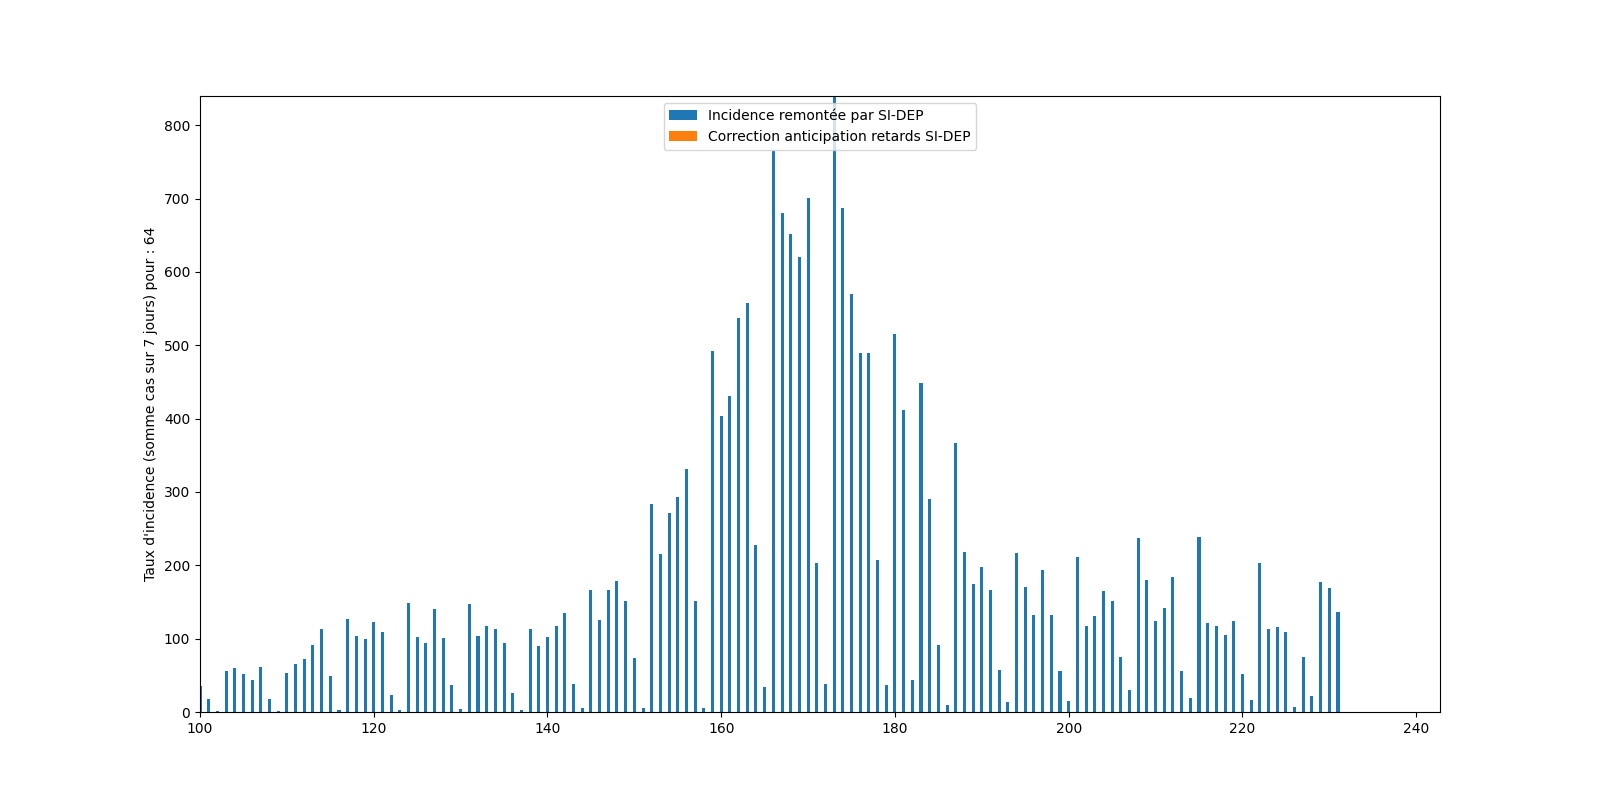 Incidence remontée par SI-DEP
Correction anticipation retards SI-DEP
Taux d'incidence (somme cas sur 7 jours) pour : 64
800
700
600
500
400
300
200
100
0
100 120 140 160 180 200 220 240